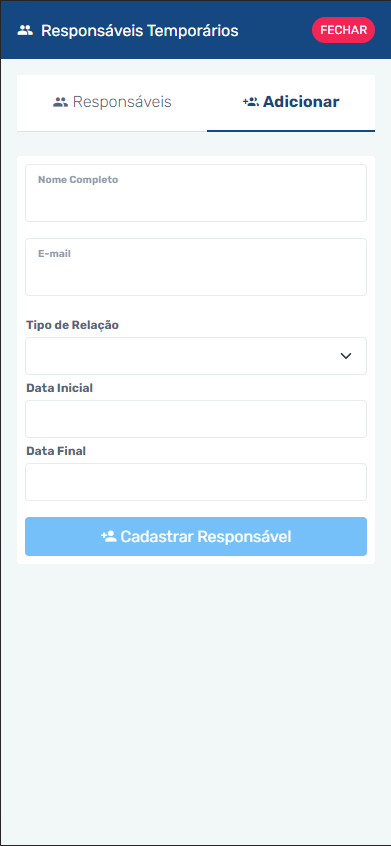 Responsáveis Temporários
FECHAR
Responsáveis
Adicionar
Nome Completo
E-mail
Tipo de Relação
Data Inicial
Data Final
Cadastrar Responsável